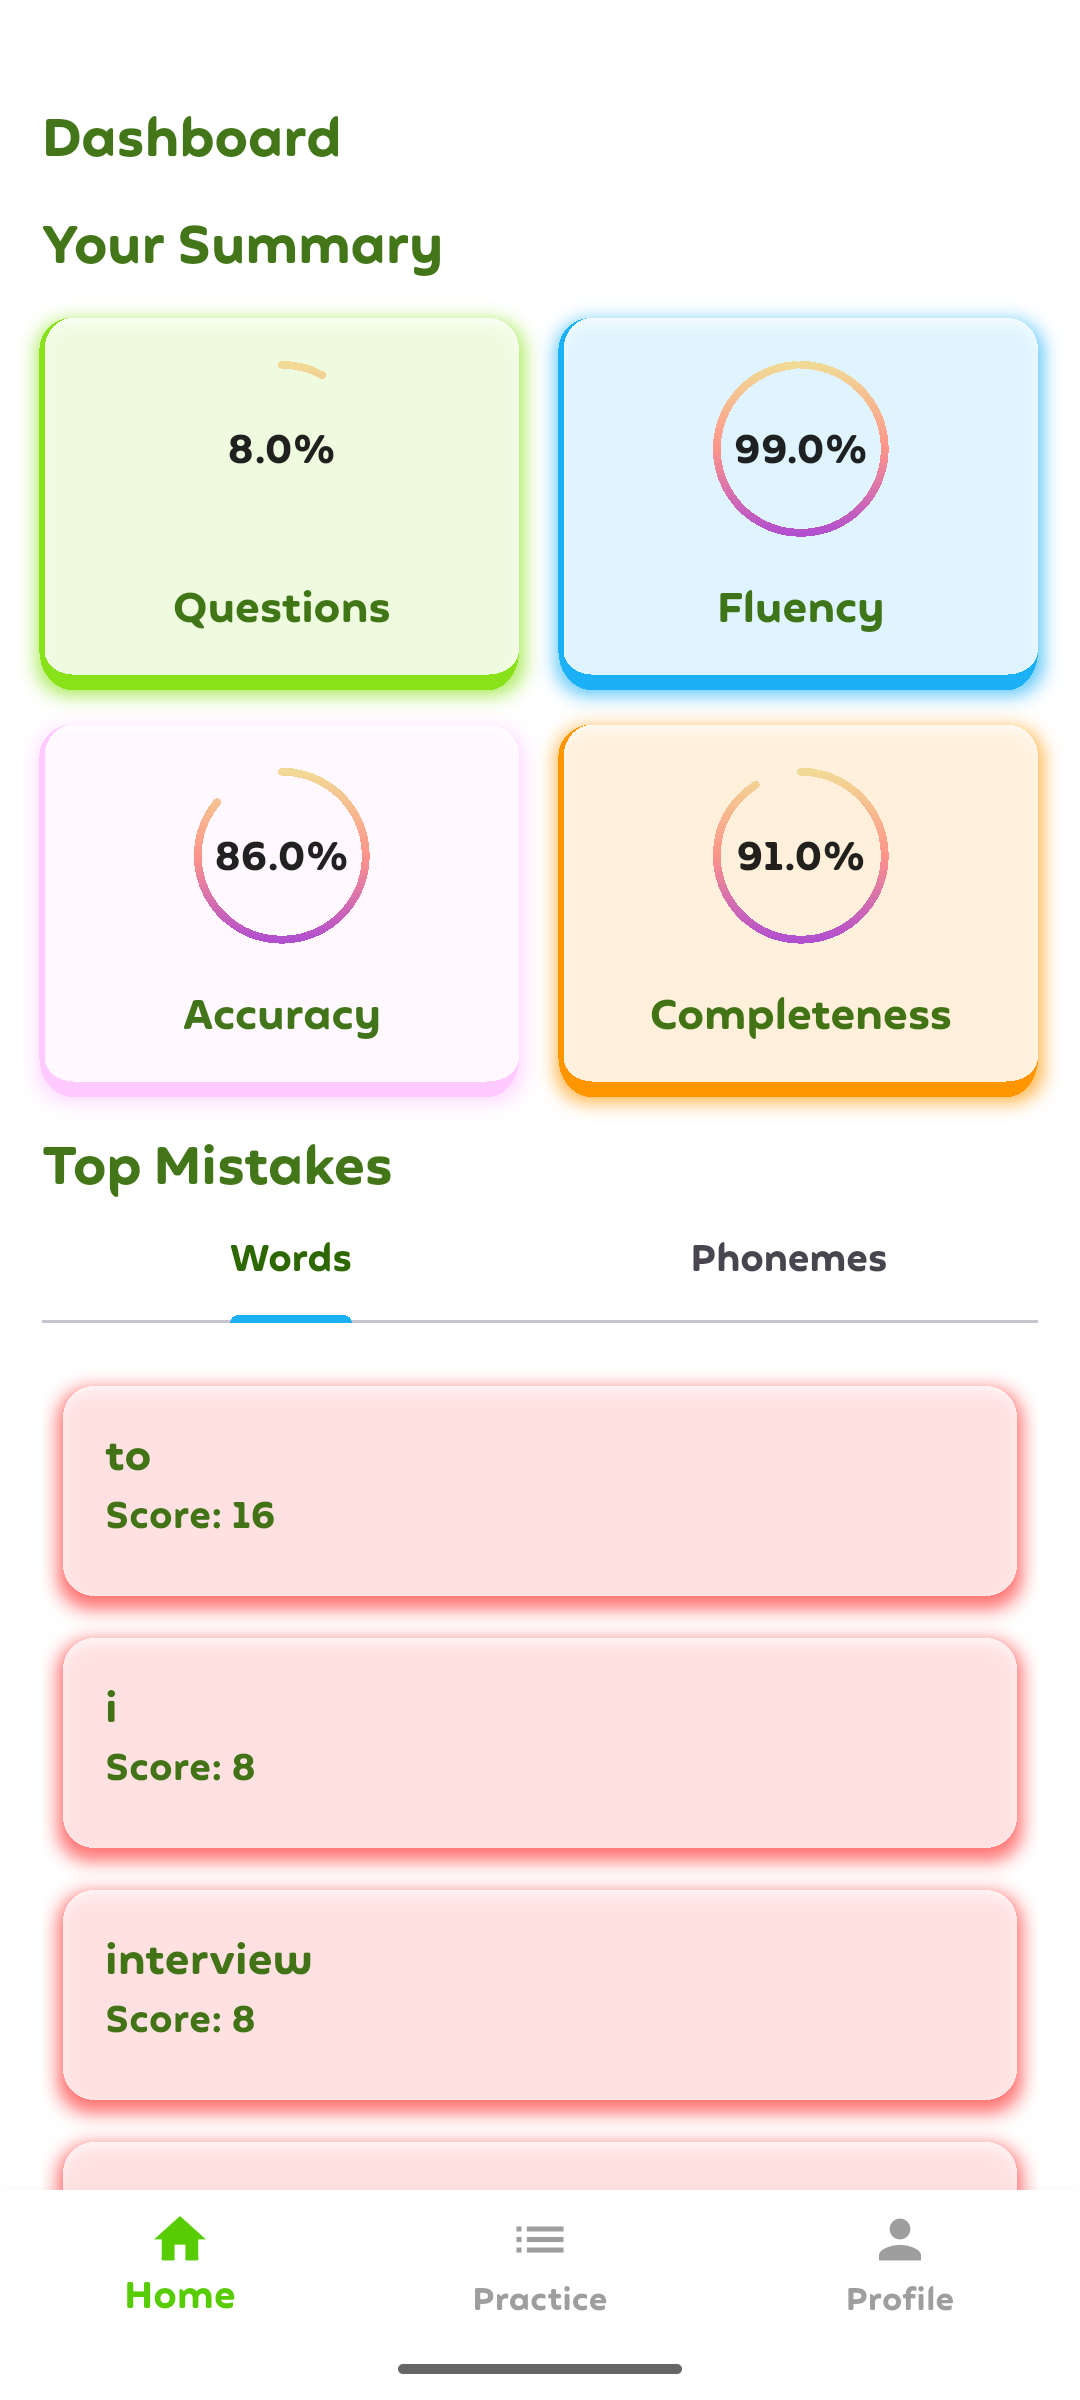 Dashboard
Your Summary
8.0%
Questions
99.0%
Fluency
86.0%
Accuracy
91.0%
Completeness
Top Mistakes
Words
Phonemes
to
Score: 16
i
Score: 8
interview
Score: 8
Home
Practice
Profile